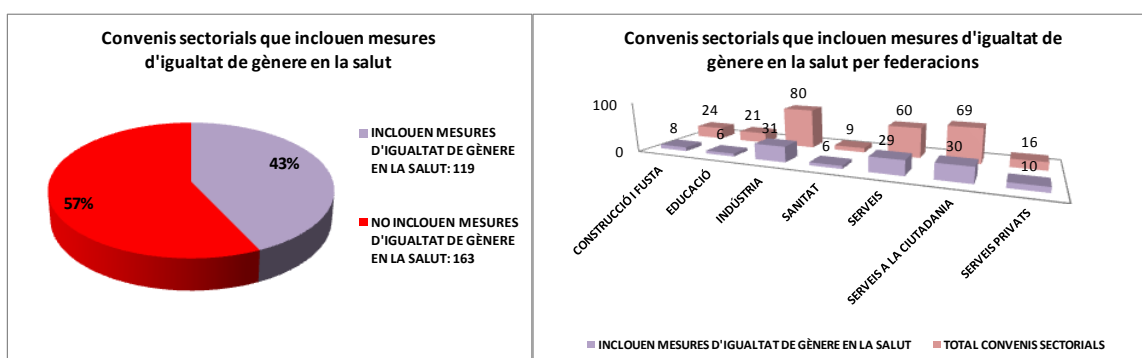 Convenis sectorials que inclouen mesures
d'igualtat de gènere en la salut
43%
57%
INCLOUEN MESURES
D'IGUALTAT DE GÈNERE
EN LA SALUT: 119
NO INCLOUEN MESURES
D'IGUALTAT DE GÈNERE
EN LA SALUT: 163
Convenis sectorials que inclouen mesures d'igualtat de
gènere en la salut per federacions
100
0
24
21
80
9
60
69
16
8
6
31
6
29
30
10
CONSTRUCCIÓ I FUSTA
EDUCACIÓ
INDÚSTRIA
SANITAT
SERVEIS
SERVEIS A LA CIUTADANIA
SERVEIS PRIVATS
INCLOUEN MESURES D'IGUALTAT DE GÈNERE EN LA SALUT
TOTAL CONVENIS SECTORIALS